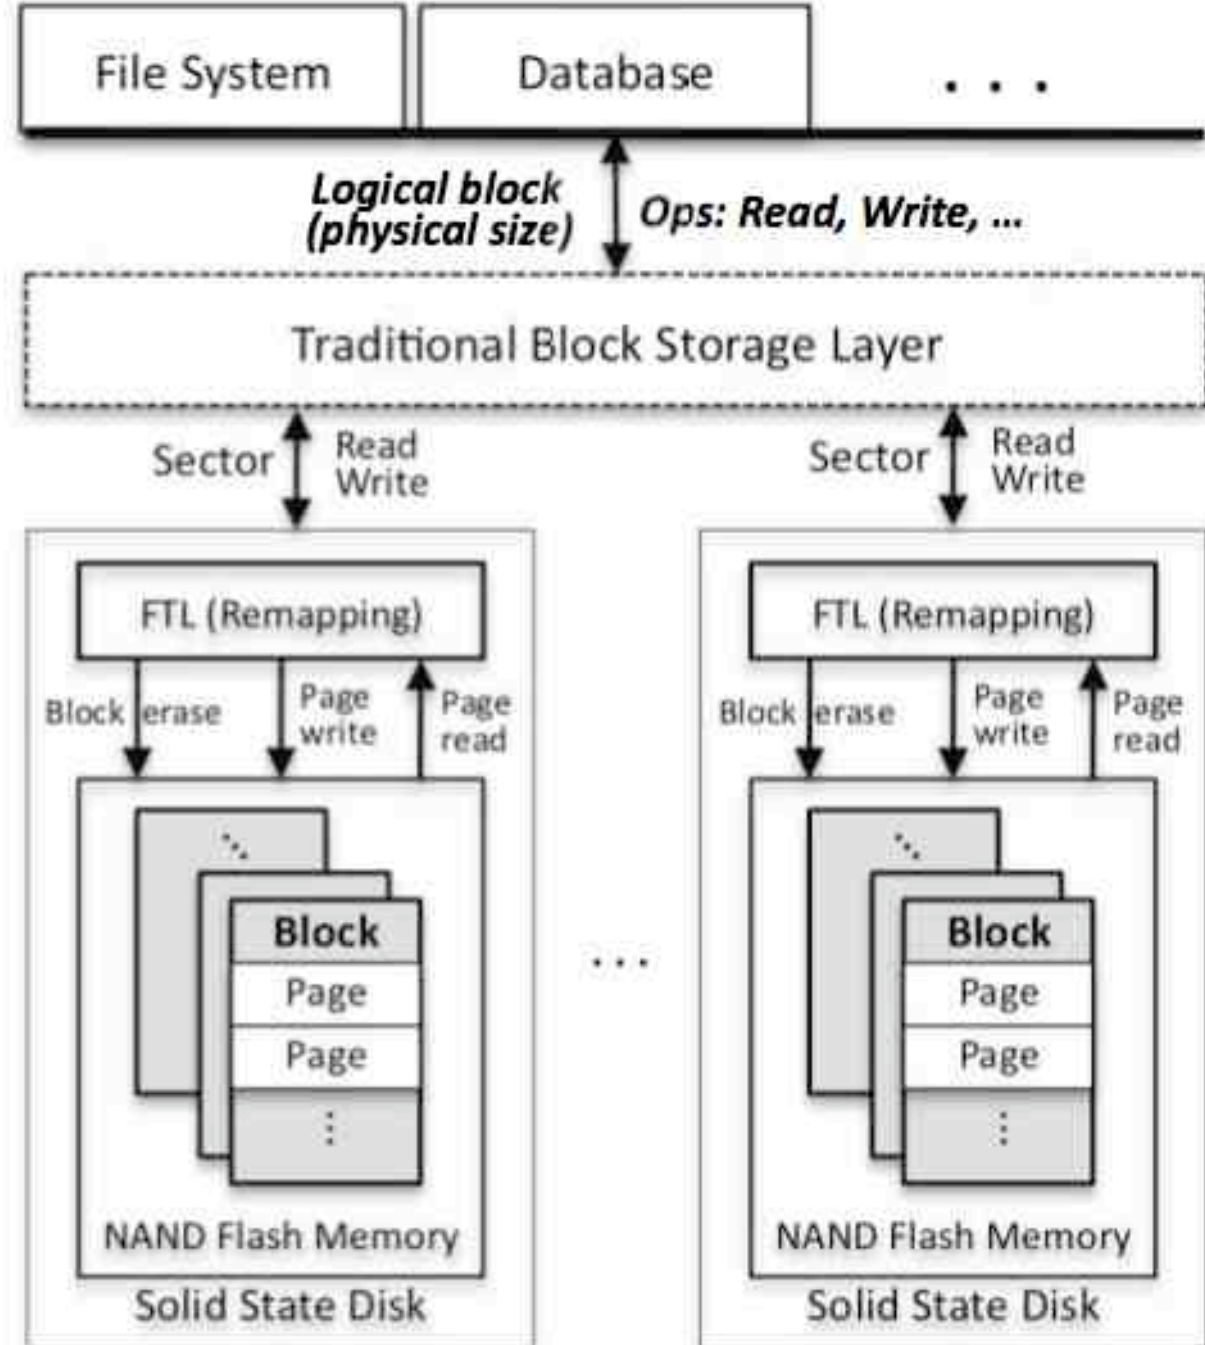 File System
Database
. . .
Logical block
(physical size)
Ops: Read, Write, ...
Traditional Block Storage Layer
Sector
Read
Write
Sector
Read
Write
FTL (Remapping)
Block erase
Page
write
Page
read
Block
Page
Page
NAND Flash Memory
Solid State Disk
. . .
FTL (Remapping)
Block erase
Page
write
Page
read
Block
Page
Page
NAND Flash Memory
Solid State Disk